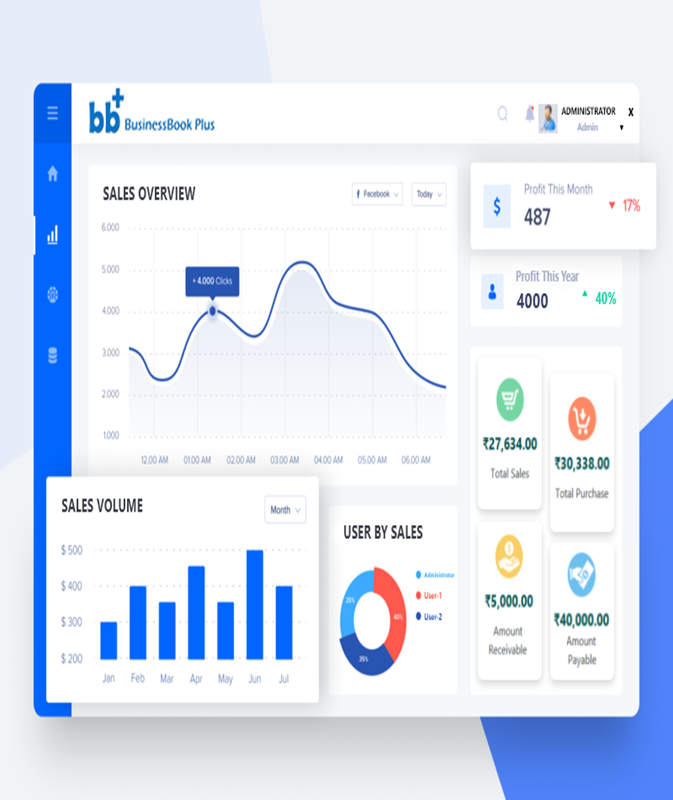 bb+ BusinessBook Plus
ADMINISTRATOR X
Admin ▼
SALES OVERVIEW
f Facebook
Today
6.000
5.000
4.000
3.000
2.000
1.000
+ 4.000 Clicks
12.00 AM 01.00 AM 02.00 AM 03.00 AM 04.00 AM 05.00 AM 06.00 AM
$
Profit This Month
487
▼ 17%
Profit This Year
4000
▲ 40%
₹27,634.00
Total Sales
₹30,338.00
Total Purchase
₹5,000.00
Amount
Receivable
₹40,000.00
Amount
Payable
SALES VOLUME
Month
$ 500
$ 400
$ 300
$ 200
Jan Feb Mar Apr May Jun Jul
USER BY SALES
25%
40%
35%
Administrator
User-1
User-2